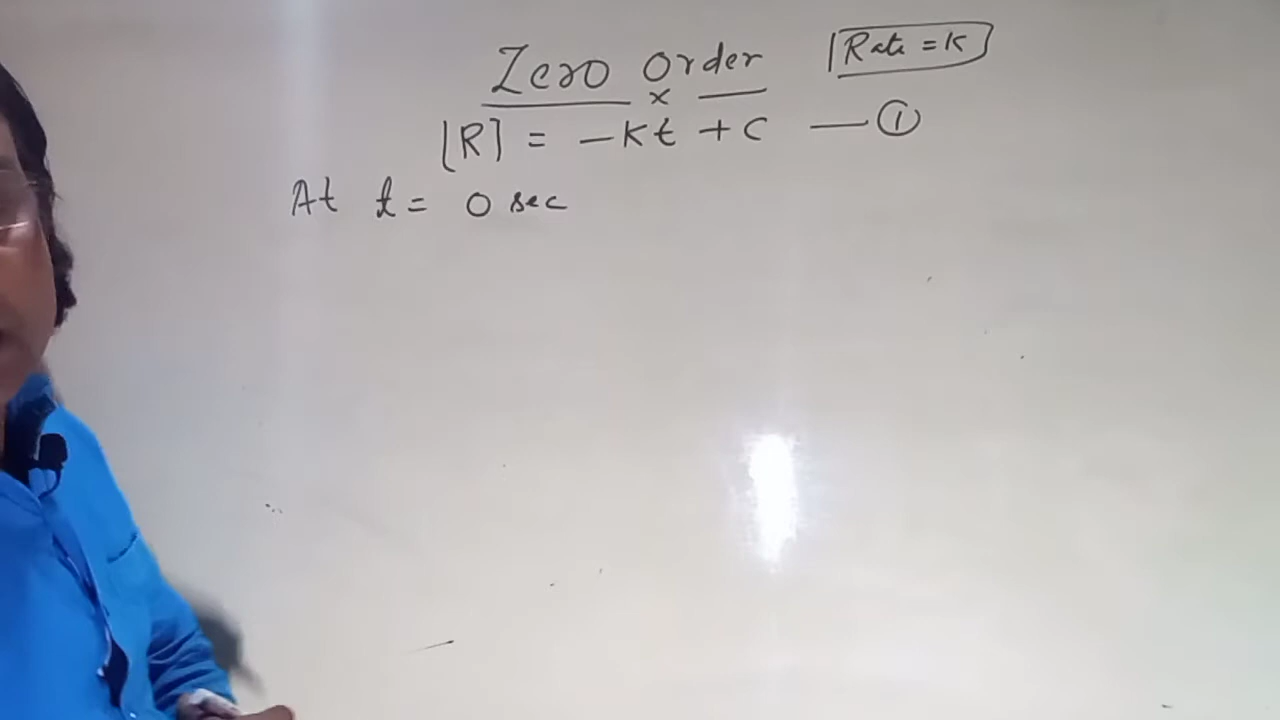 Zero order |Rate = K|
[R] = -Kt + C — ①
At t = 0 sec